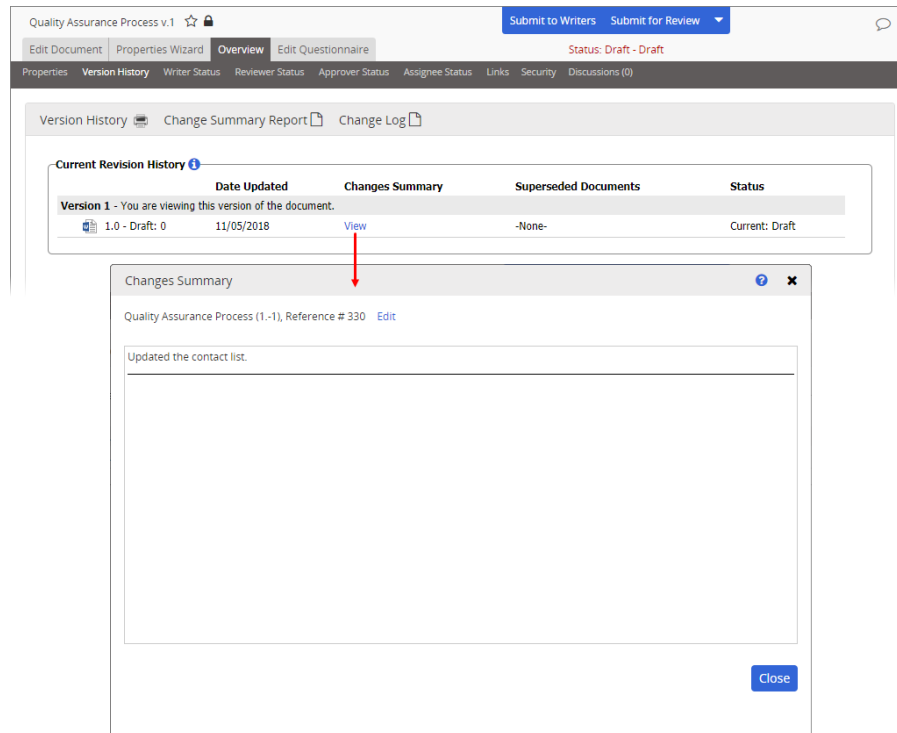 Quality Assurance Process v.1 Submit to Writers Submit for Review
Edit Document Properties Wizard Overview Edit Questionnaire Status: Draft - Draft
Properties Version History Writer Status Reviewer Status Approver Status Assignee Status Links Security Discussions (0)
Version History Change Summary Report Change Log
Current Revision History
Date Updated Changes Summary Superseded Documents Status
Version 1 - You are viewing this version of the document.
1.0 - Draft: 0 11/05/2018 View -None- Current: Draft
Changes Summary
Quality Assurance Process (1.-1), Reference # 330 Edit
Updated the contact list.
Close